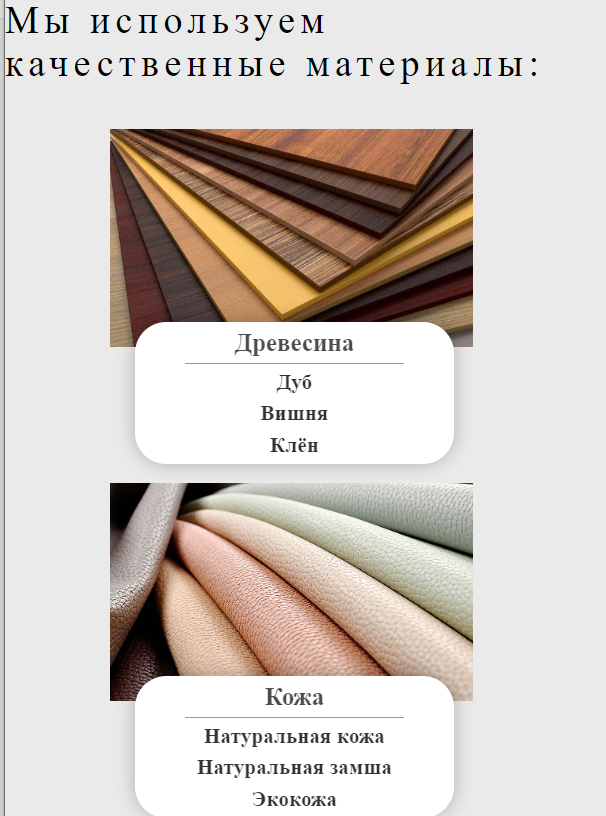 Мы используем
качественные материалы:
Древесина
Дуб
Вишня
Клён
Кожа
Натуральная кожа
Натуральная замша
Экокожа